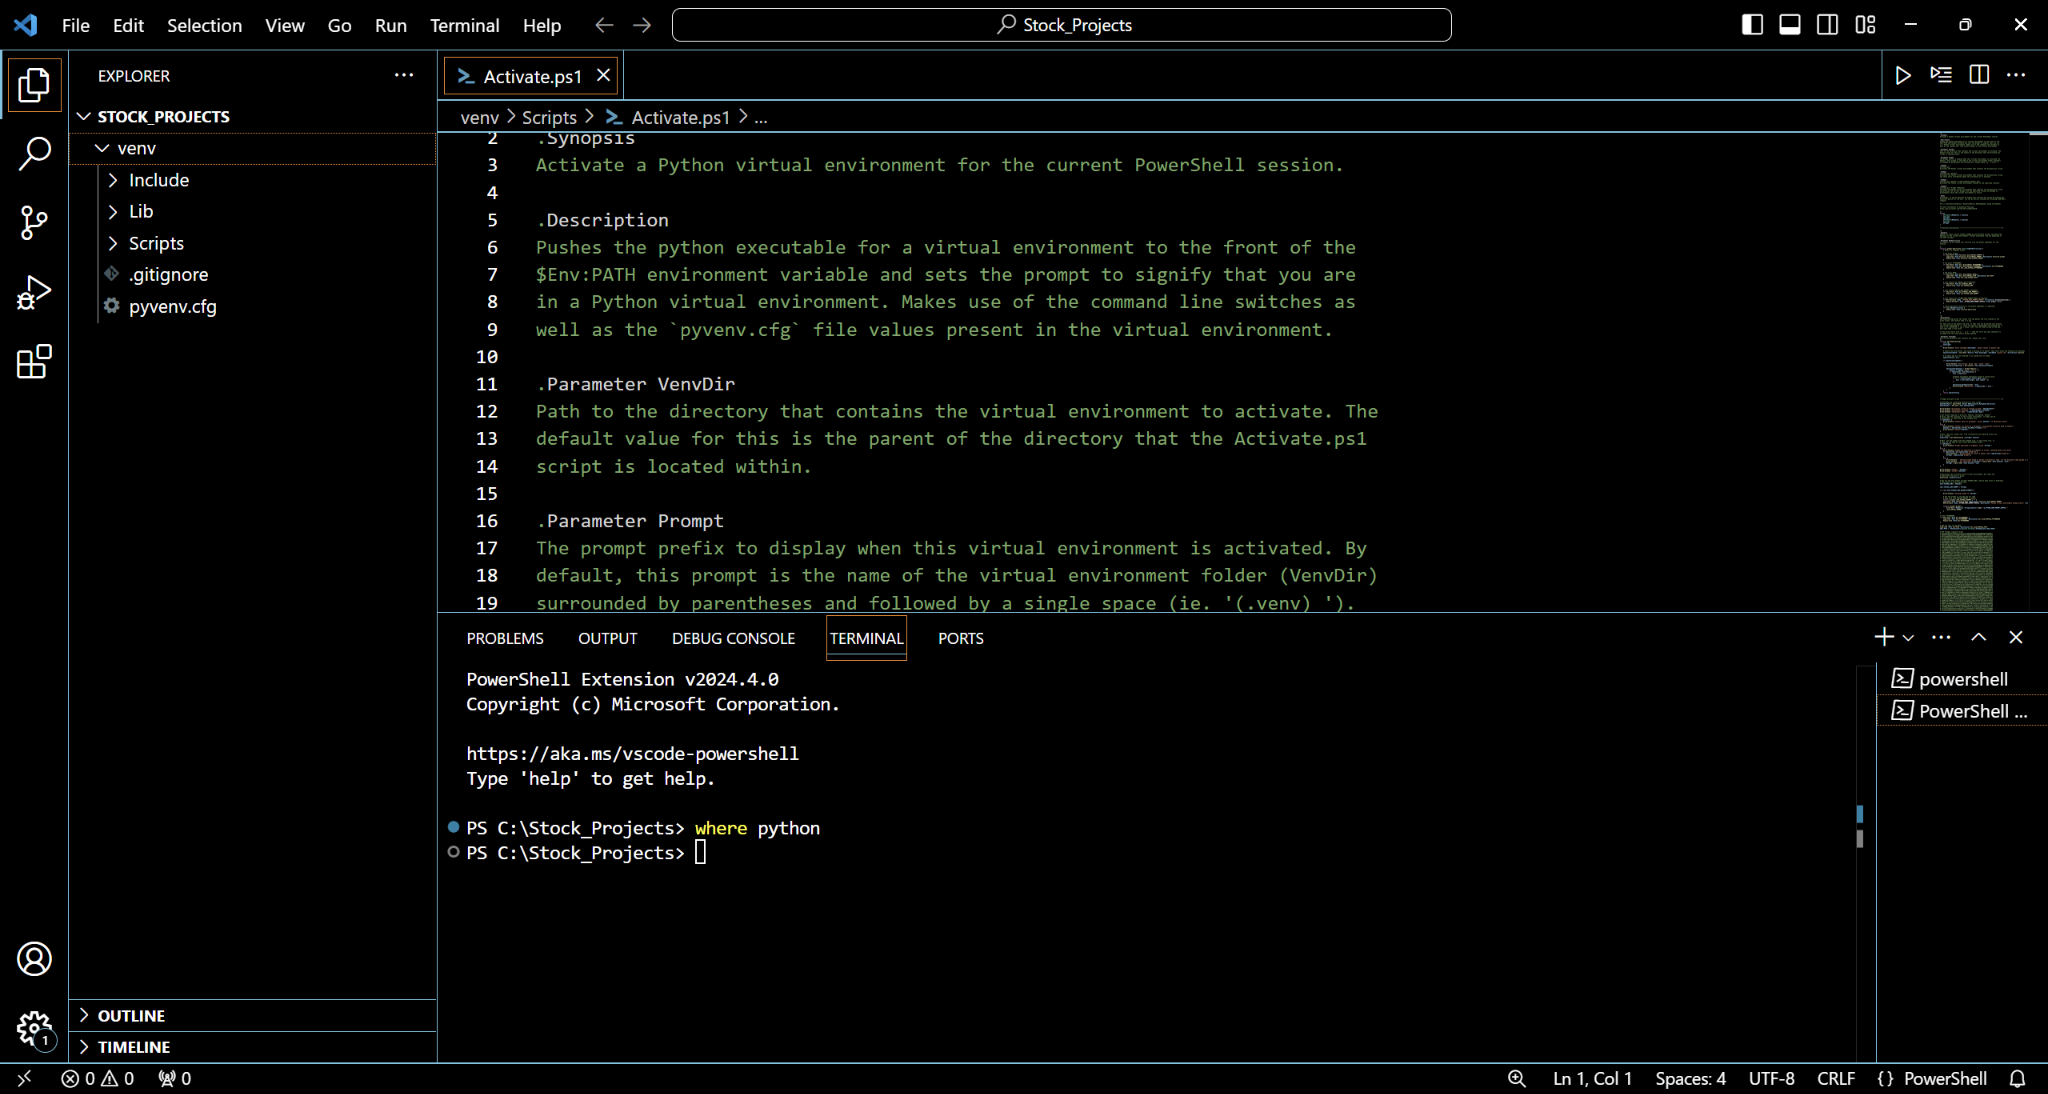 File Edit Selection View Go Run Terminal Help
Stock_Projects
EXPLORER
STOCK_PROJECTS
venv
Include
Lib
Scripts
.gitignore
pyvenv.cfg
OUTLINE
TIMELINE
Activate.ps1
venv > Scripts > Activate.ps1 > ...
2 .Synopsis
3 Activate a Python virtual environment for the current PowerShell session.
4
5 .Description
6 Pushes the python executable for a virtual environment to the front of the
7 $Env:PATH environment variable and sets the prompt to signify that you are
8 in a Python virtual environment. Makes use of the command line switches as
9 well as the `pyvenv.cfg` file values present in the virtual environment.
10
11 .Parameter VenvDir
12 Path to the directory that contains the virtual environment to activate. The
13 default value for this is the parent of the directory that the Activate.ps1
14 script is located within.
15
16 .Parameter Prompt
17 The prompt prefix to display when this virtual environment is activated. By
18 default, this prompt is the name of the virtual environment folder (VenvDir)
19 surrounded by parentheses and followed by a single space (ie. '(.venv) ').
PROBLEMS OUTPUT DEBUG CONSOLE TERMINAL PORTS
PowerShell Extension v2024.4.0
Copyright (c) Microsoft Corporation.
https://aka.ms/vscode-powershell
Type 'help' to get help.
PS C:\Stock_Projects> where python
PS C:\Stock_Projects>
powershell
PowerShell ...
1
0 0 0
Ln 1, Col 1 Spaces: 4 UTF-8 CRLF {} PowerShell